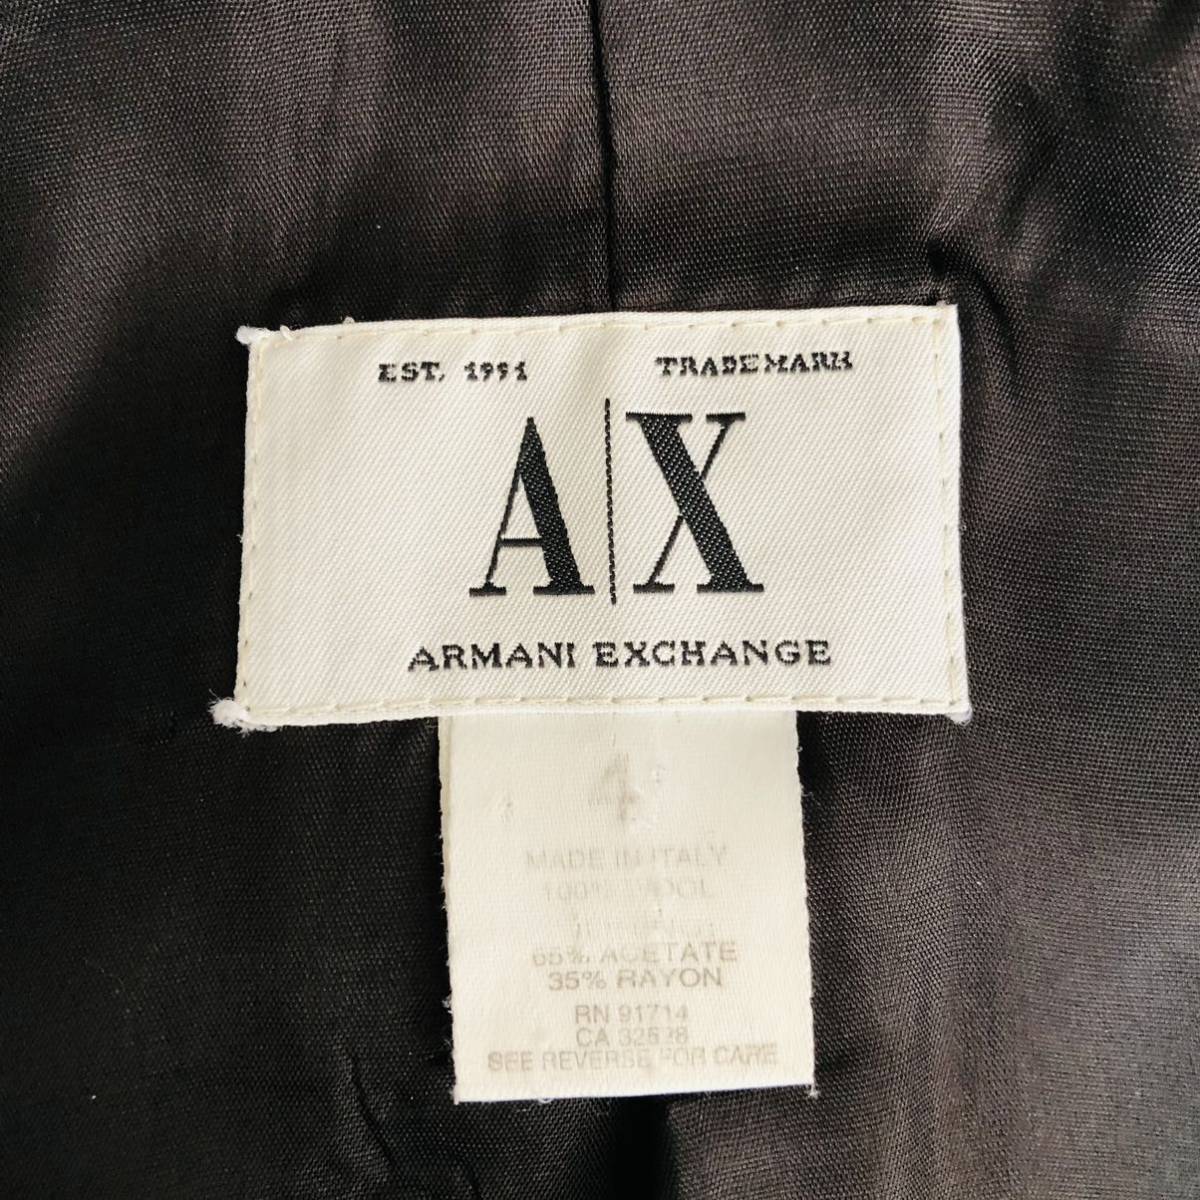 EST. 1991 TRADEMARK
A|X
ARMANI EXCHANGE
4
MADE IN ITALY
100% WOOL
65% ACETATE
35% RAYON
RN 91714
CA 32528
SEE REVERSE FOR CARE